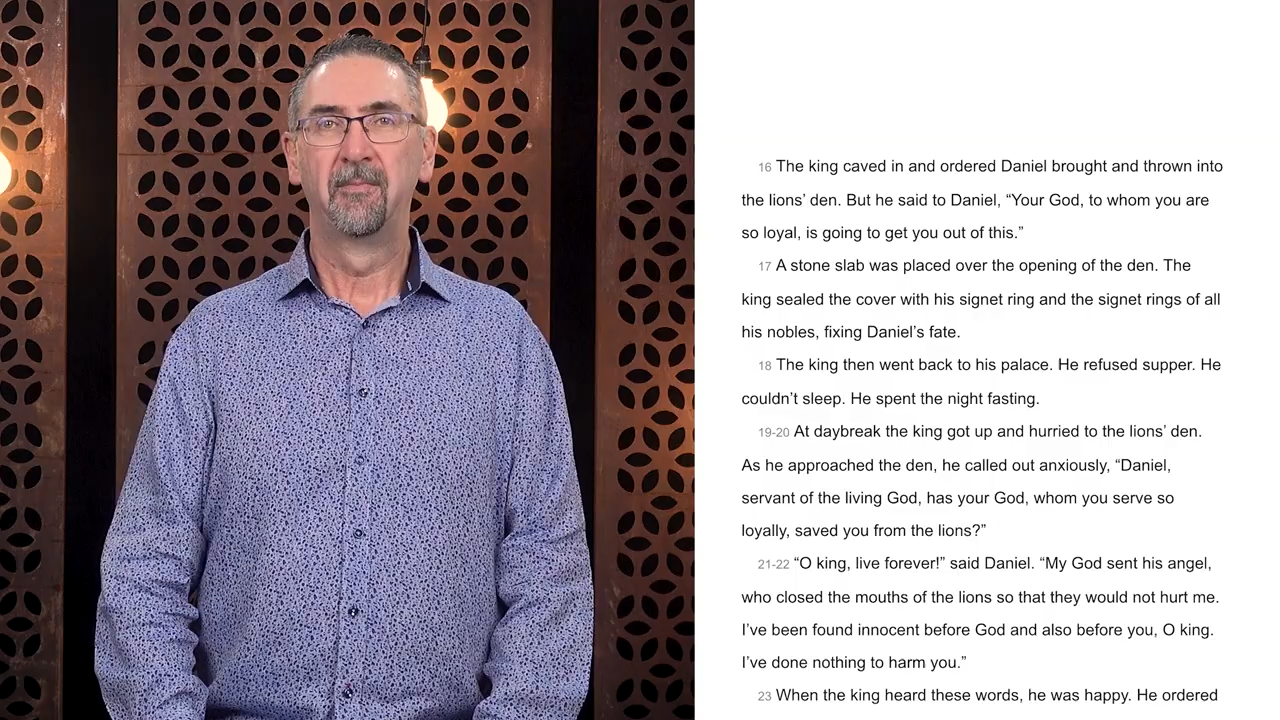 16 The king caved in and ordered Daniel brought and thrown into
the lions’ den. But he said to Daniel, “Your God, to whom you are
so loyal, is going to get you out of this.”
17 A stone slab was placed over the opening of the den. The
king sealed the cover with his signet ring and the signet rings of all
his nobles, fixing Daniel’s fate.
18 The king then went back to his palace. He refused supper. He
couldn’t sleep. He spent the night fasting.
19-20 At daybreak the king got up and hurried to the lions’ den.
As he approached the den, he called out anxiously, “Daniel,
servant of the living God, has your God, whom you serve so
loyally, saved you from the lions?”
21-22 “O king, live forever!” said Daniel. “My God sent his angel,
who closed the mouths of the lions so that they would not hurt me.
I’ve been found innocent before God and also before you, O king.
I’ve done nothing to harm you.”
23 When the king heard these words, he was happy. He ordered